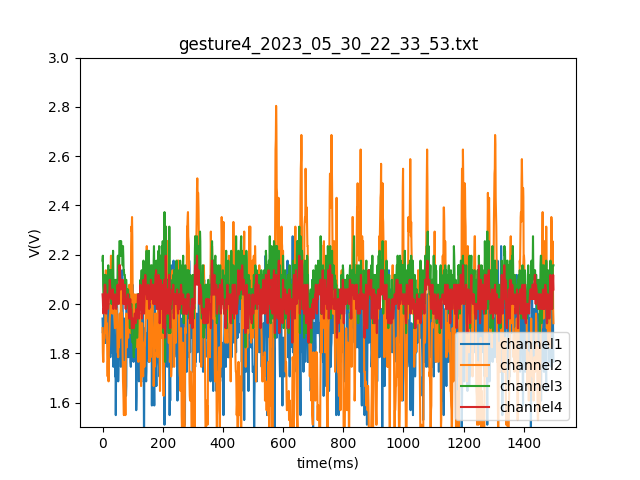 gesture4_2023_05_30_22_33_53.txt
3.0
2.8
2.6
2.4
2.2
2.0
1.8
1.6
V(V)
channel1
channel2
channel3
channel4
0 200 400 600 800 1000 1200 1400
time(ms)